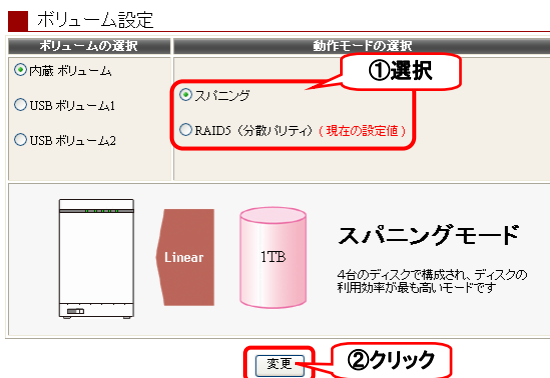 ボリューム設定
ボリュームの選択
動作モードの選択
①選択
内蔵 ボリューム
USB ボリューム1
USB ボリューム2
スパニング
RAID5（分散パリティ）( 現在の設定値 )
Linear
1TB
スパニングモード
4台のディスクで構成され、ディスクの
利用効率が最も高いモードです
変更
②クリック